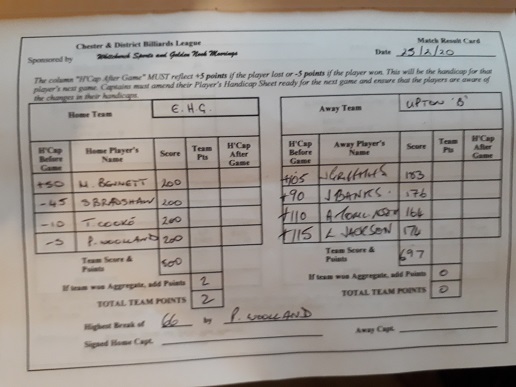 Chester & District Billiards League
Match Result Card
Sponsored by Whitchurch Sports and Golden Nook Moorings
Date 25/2/20
The column "H'Cap After Game" MUST reflect +5 points if the player lost or -5 points if the player won. This will be the handicap for that
player's next game. Captains must amend their Player's Handicap Sheet ready for the next game and ensure that the players are aware of
the changes in their handicaps.
Home Team E.H.G.
Away Team UPTON 'B'
H'Cap Before Game Home Player's Name Score Team Pts H'Cap After Game
H'Cap Before Game Away Player's Name Score Team Pts H'Cap After Game
+50 M. BENNETT 200
+105 183
-45 S BRADSHAW 200
+90 J BANKS. 176
-10 T. COOKE 200
+110 164
-5 P. WOOLLAND 200
+115 L JACKSON 174
Team Score & Points 800
Team Score & Points 697
If team won Aggregate, add Points 2
If team won Aggregate, add Points 0
TOTAL TEAM POINTS 2
TOTAL TEAM POINTS 0
Highest Break of 66 by P. WOOLLAND
Signed Home Capt.
Away Capt.